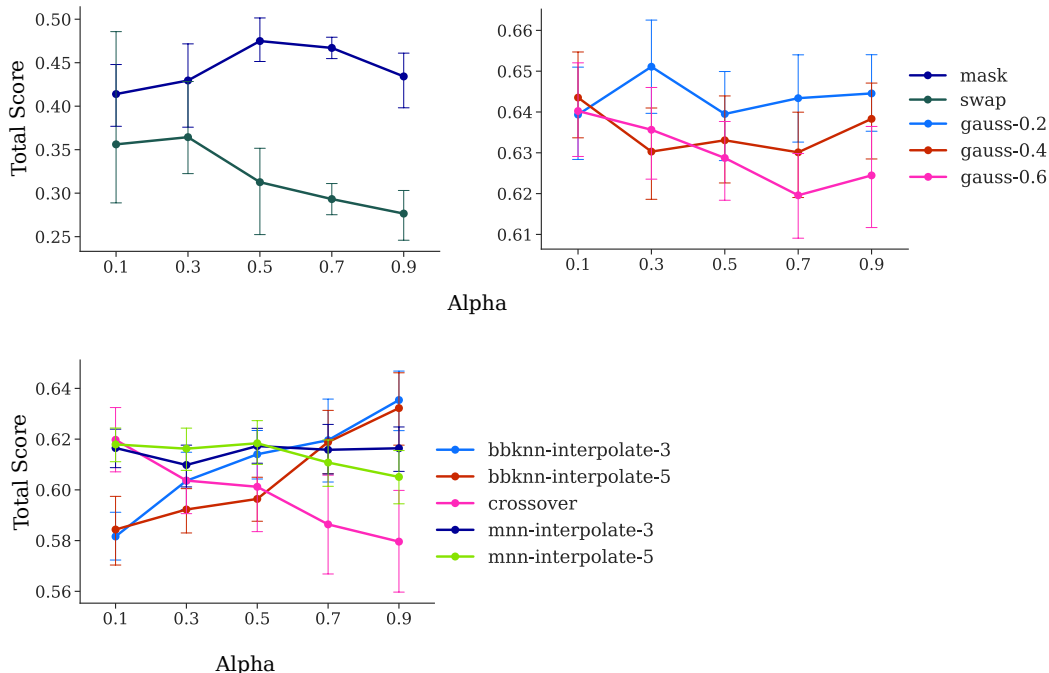 Total Score
0.50
0.45
0.40
0.35
0.30
0.25
0.1 0.3 0.5 0.7 0.9
0.66
0.65
0.64
0.63
0.62
0.61
0.1 0.3 0.5 0.7 0.9
mask
swap
gauss-0.2
gauss-0.4
gauss-0.6
Alpha
Total Score
0.64
0.62
0.60
0.58
0.56
0.1 0.3 0.5 0.7 0.9
bbknn-interpolate-3
bbknn-interpolate-5
crossover
mnn-interpolate-3
mnn-interpolate-5
Alpha